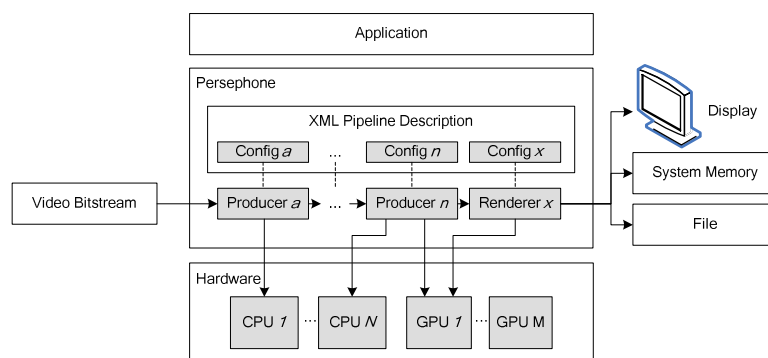 Application
Persephone
XML Pipeline Description
Config a
...
Config n
Config x
Display
System Memory
Video Bitstream
Producer a
...
Producer n
Renderer x
File
Hardware
CPU 1
...
CPU N
GPU 1
...
GPU M